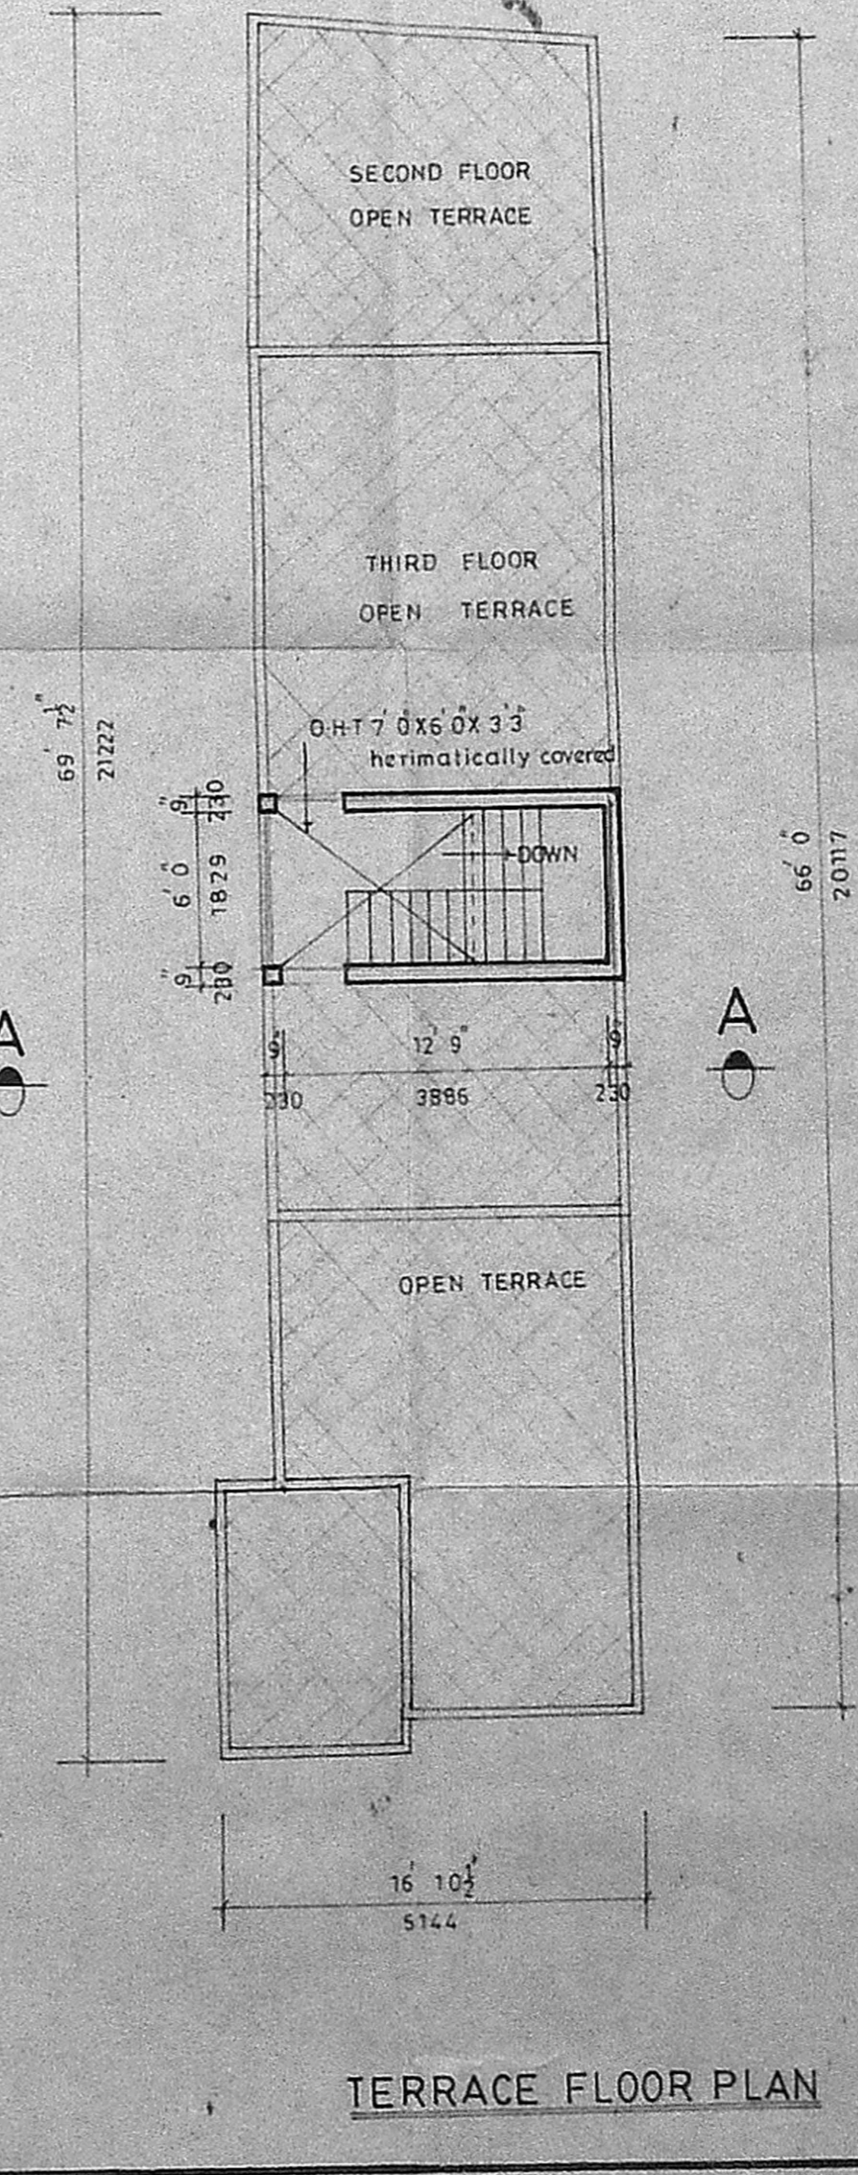 SECOND FLOOR
OPEN TERRACE
THIRD FLOOR
OPEN TERRACE
69' 7½"
21222
O.H.T 7' 0"X6' 0"X 3' 3"
herimatically covered
9"
230
6' 0"
1829
9"
230
DOWN
66' 0"
20117
A
A
9"
12' 9"
9"
230
3886
230
OPEN TERRACE
16' 10½"
5144
TERRACE FLOOR PLAN